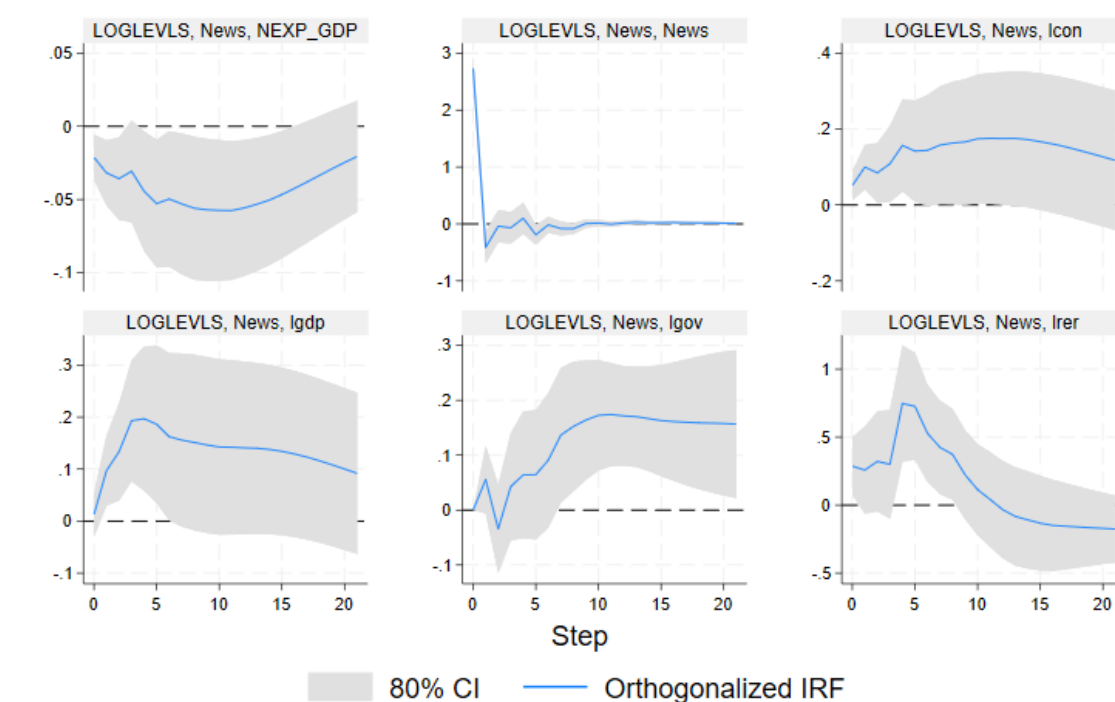 LOGLEVLS, News, NEXP_GDP
LOGLEVLS, News, News
LOGLEVLS, News, lcon
.05
0
-.05
-.1
3
2
1
0
-1
.4
.2
0
-.2
LOGLEVLS, News, lgdp
LOGLEVLS, News, lgov
LOGLEVLS, News, lrer
.3
.2
.1
0
-.1
.3
.2
.1
0
-.1
1
.5
0
-.5
0 5 10 15 20
0 5 10 15 20
0 5 10 15 20
Step
80% CI
Orthogonalized IRF